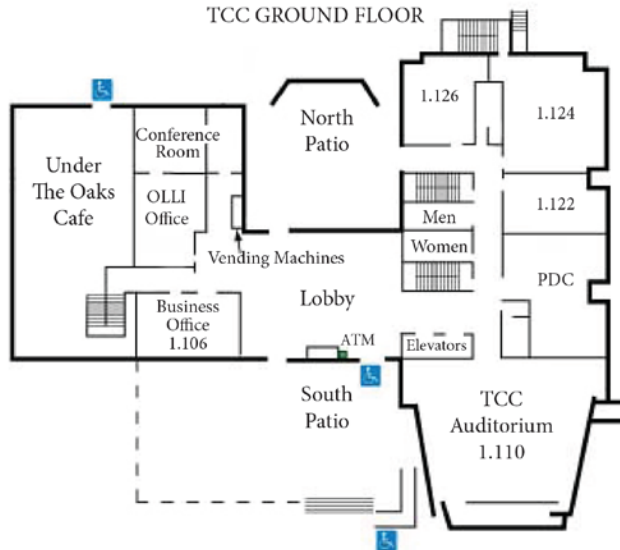 TCC GROUND FLOOR
1.126
1.124
North
Patio
Conference
Room
Under
The Oaks
Cafe
OLLI
Office
1.122
Men
Women
Vending Machines
PDC
Lobby
Business
Office
1.106
ATM
Elevators
South
Patio
TCC
Auditorium
1.110